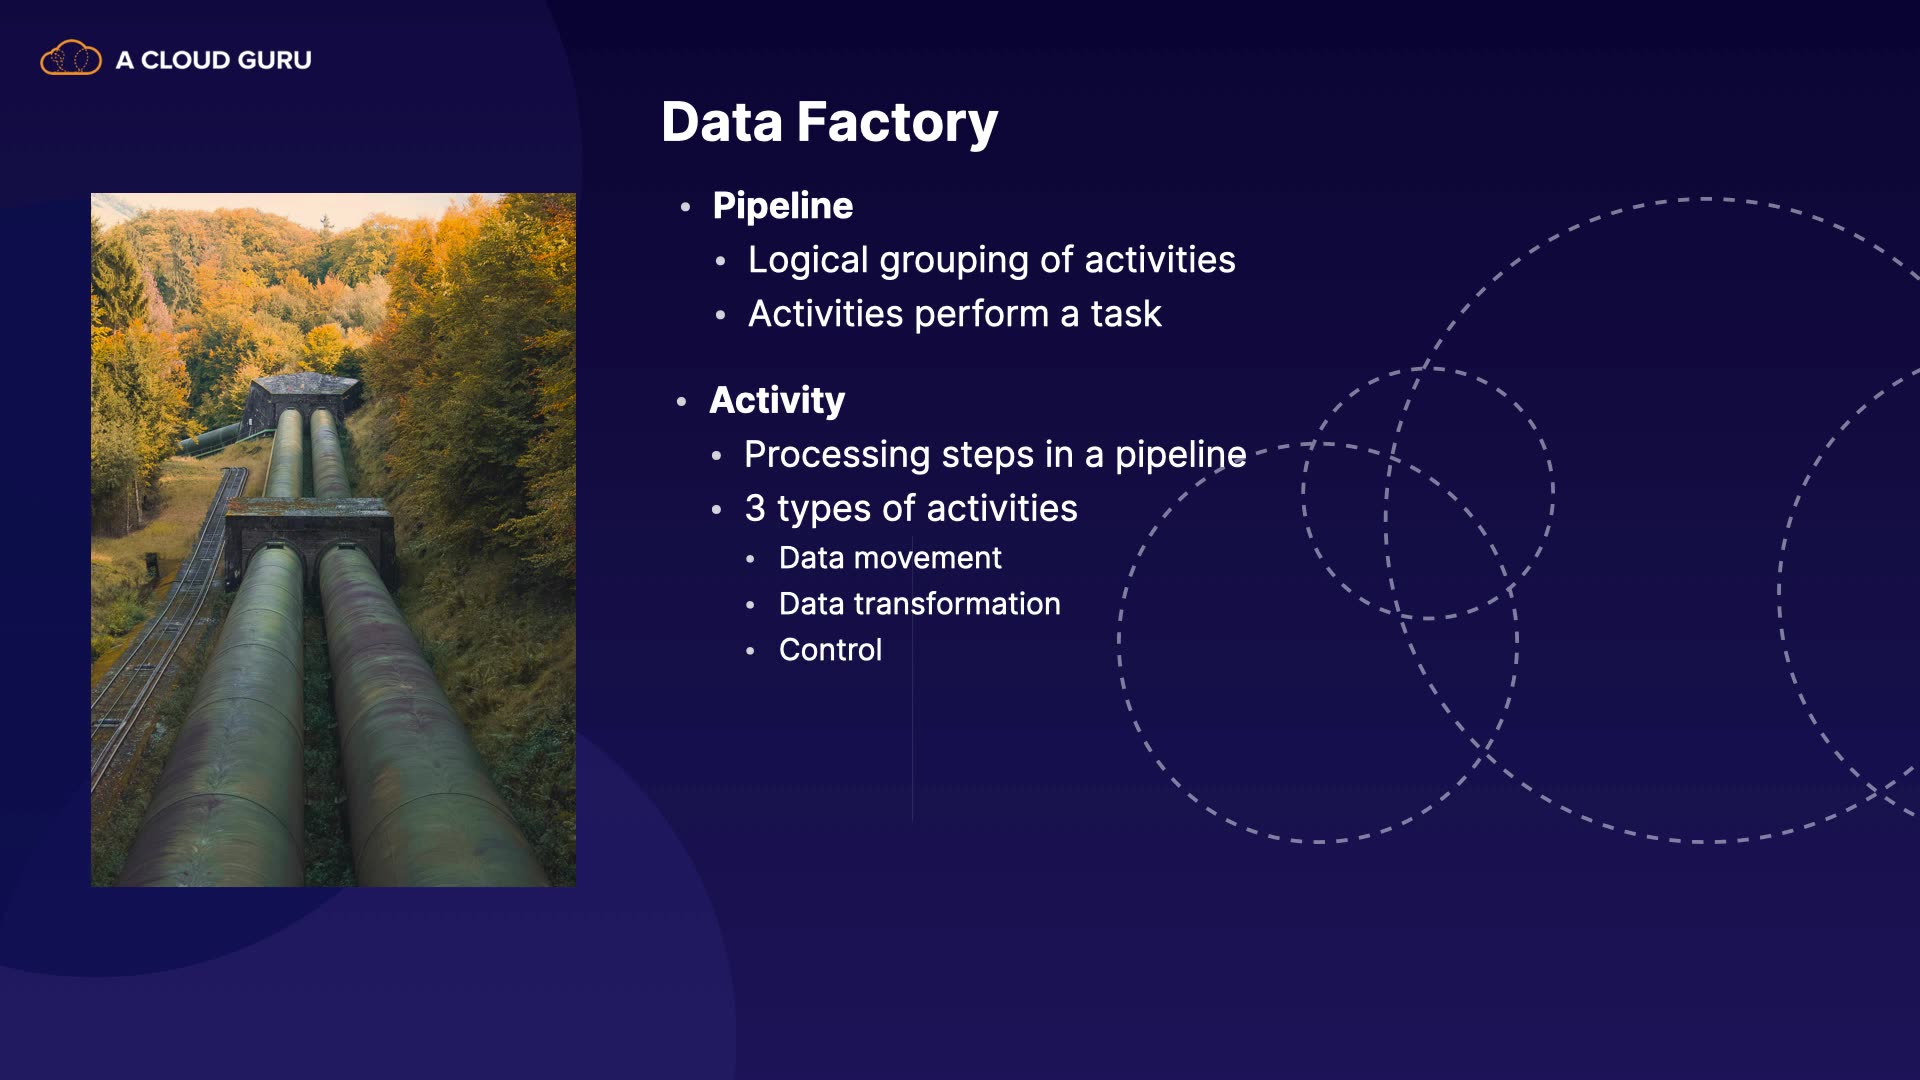 A CLOUD GURU
Data Factory
• Pipeline
• Logical grouping of activities
• Activities perform a task
• Activity
• Processing steps in a pipeline
• 3 types of activities
• Data movement
• Data transformation
• Control